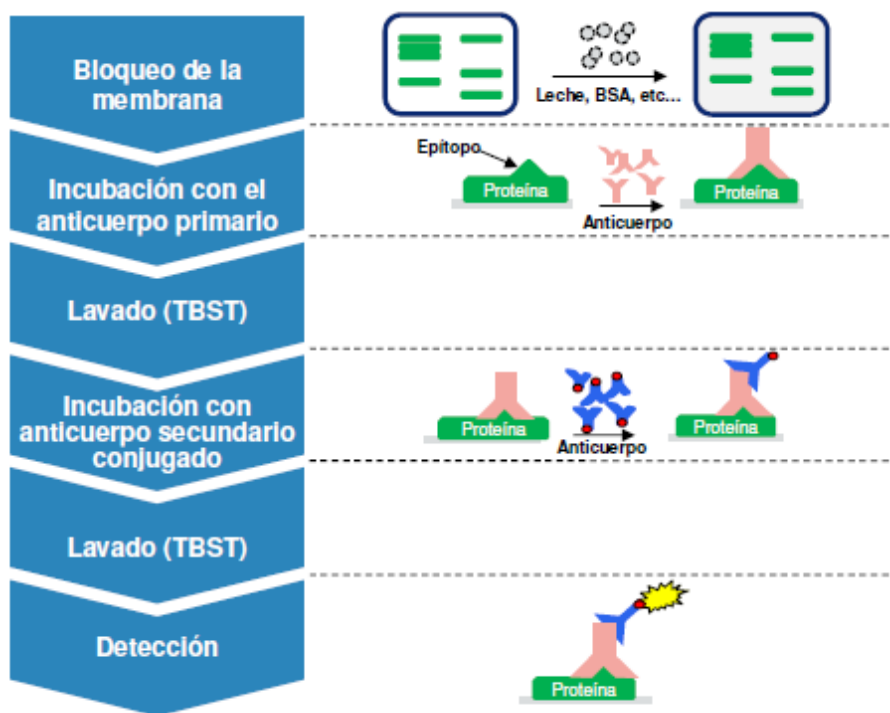 Bloqueo de la
membrana
Leche, BSA, etc...
Incubación con el
anticuerpo primario
Epítopo
Proteína
Anticuerpo
Proteína
Lavado (TBST)
Incubación con
anticuerpo secundario
conjugado
Proteína
Anticuerpo
Proteína
Lavado (TBST)
Detección
Proteína